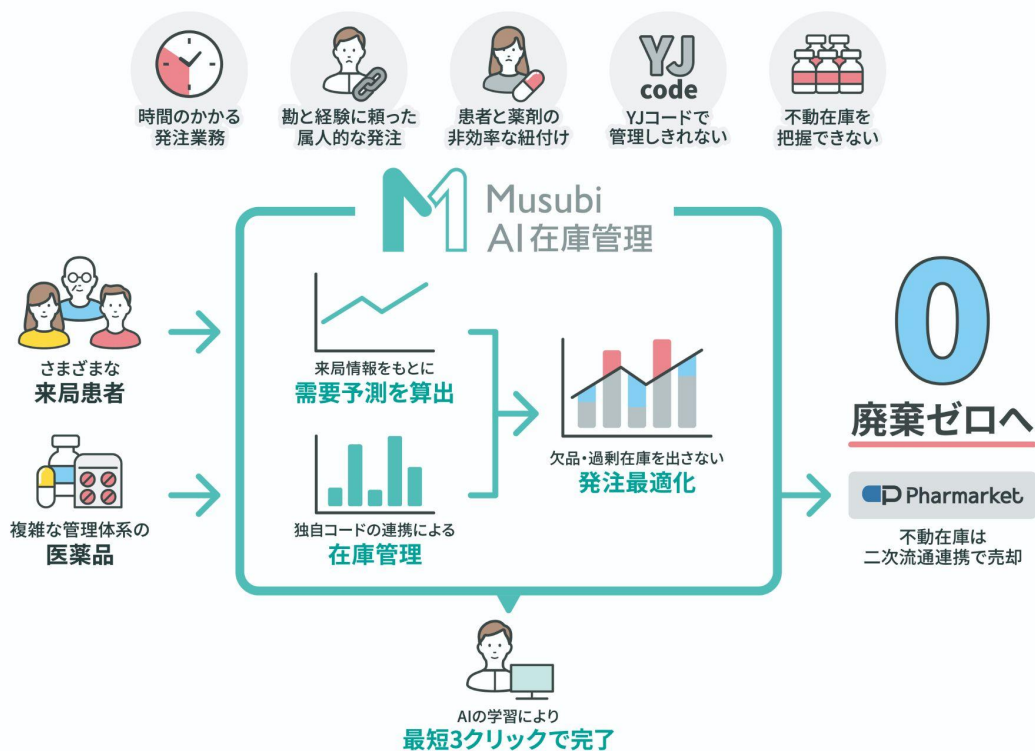 時間のかかる
発注業務
勘と経験に頼った
属人的な発注
患者と薬剤の
非効率な紐付け
YJ
code
YJコードで
管理しきれない
不動在庫を
把握できない
Musubi
AI在庫管理
さまざまな
来局患者
複雑な管理体系の
医薬品
来局情報をもとに
需要予測を算出
独自コードの連携による
在庫管理
欠品・過剰在庫を出さない
発注最適化
0
廃棄ゼロへ
Pharmarket
不動在庫は
二次流通連携で売却
AIの学習により
最短3クリックで完了